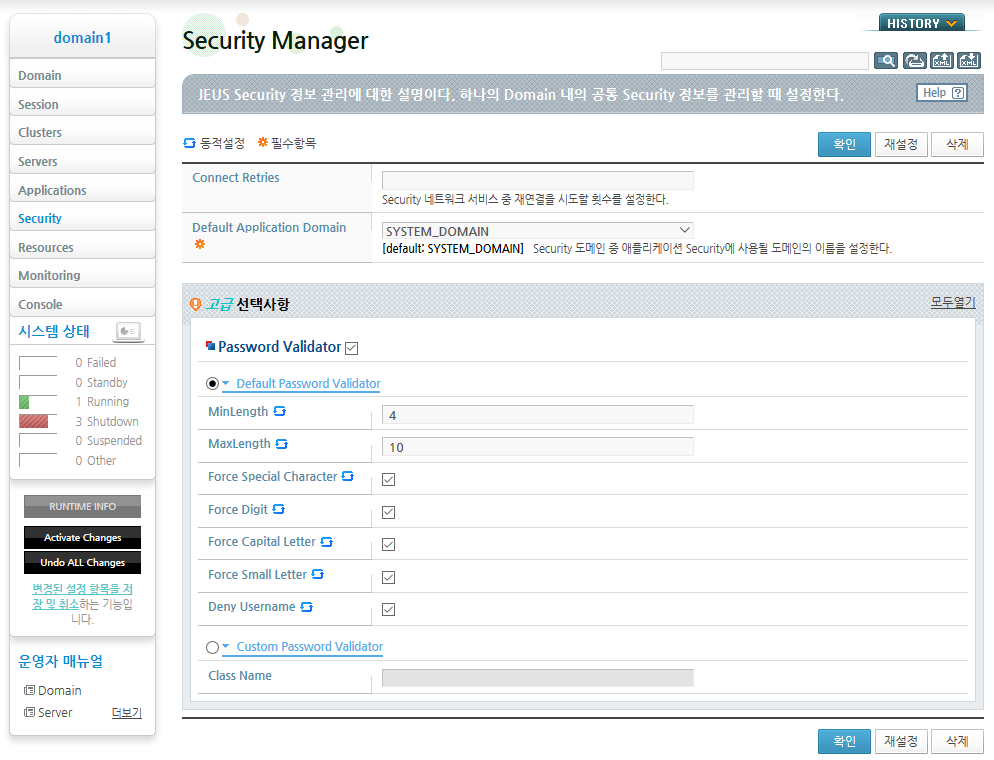 domain1
Domain
Session
Clusters
Servers
Applications
Security
Resources
Monitoring
Console
시스템 상태
0 Failed
0 Standby
1 Running
3 Shutdown
0 Suspended
0 Other
RUNTIME INFO
Activate Changes
Undo ALL Changes
변경된 설정 항목을 저
장 및 취소하는 기능입
니다.
운영자 매뉴얼
Domain
Server 더보기
HISTORY
Security Manager
XML XML
JEUS Security 정보 관리에 대한 설명이다. 하나의 Domain 내의 공통 Security 정보를 관리할 때 설정한다.
Help ?
동적설정 필수항목
확인 재설정 삭제
Connect Retries
Security 네트워크 서비스 중 재연결을 시도할 횟수를 설정한다.
Default Application Domain
SYSTEM_DOMAIN
[default: SYSTEM_DOMAIN] Security 도메인 중 애플리케이션 Security에 사용될 도메인의 이름을 설정한다.
고급 선택사항
모두열기
Password Validator
Default Password Validator
MinLength 4
MaxLength 10
Force Special Character
Force Digit
Force Capital Letter
Force Small Letter
Deny Username
Custom Password Validator
Class Name
확인 재설정 삭제